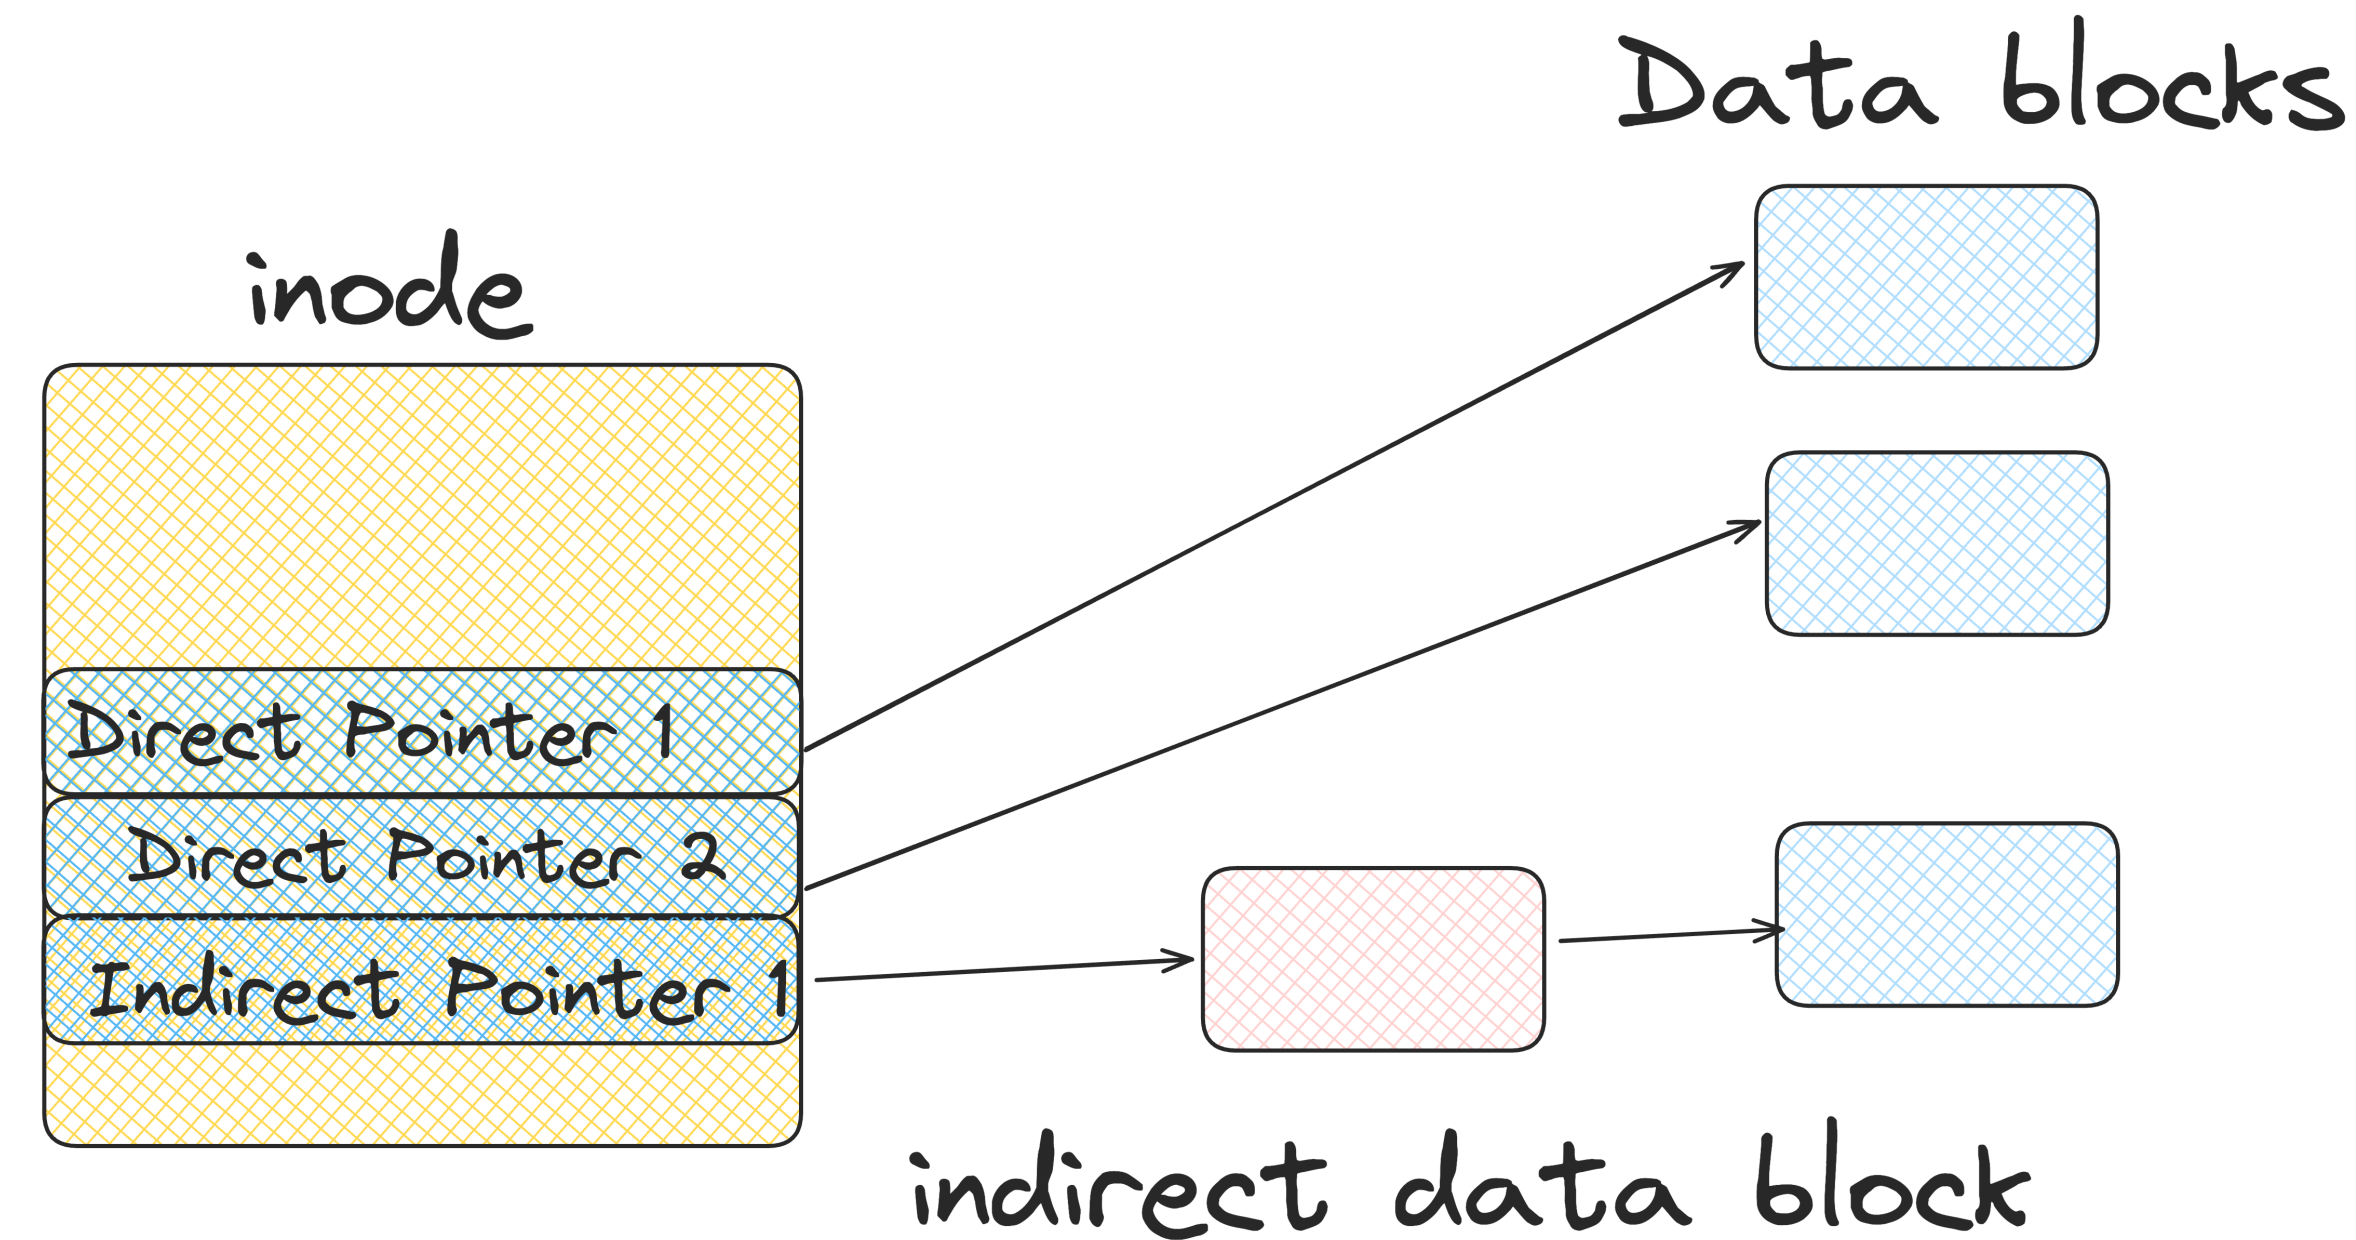 Data blocks
inode
Direct Pointer 1
Direct Pointer 2
Indirect Pointer 1
indirect data block